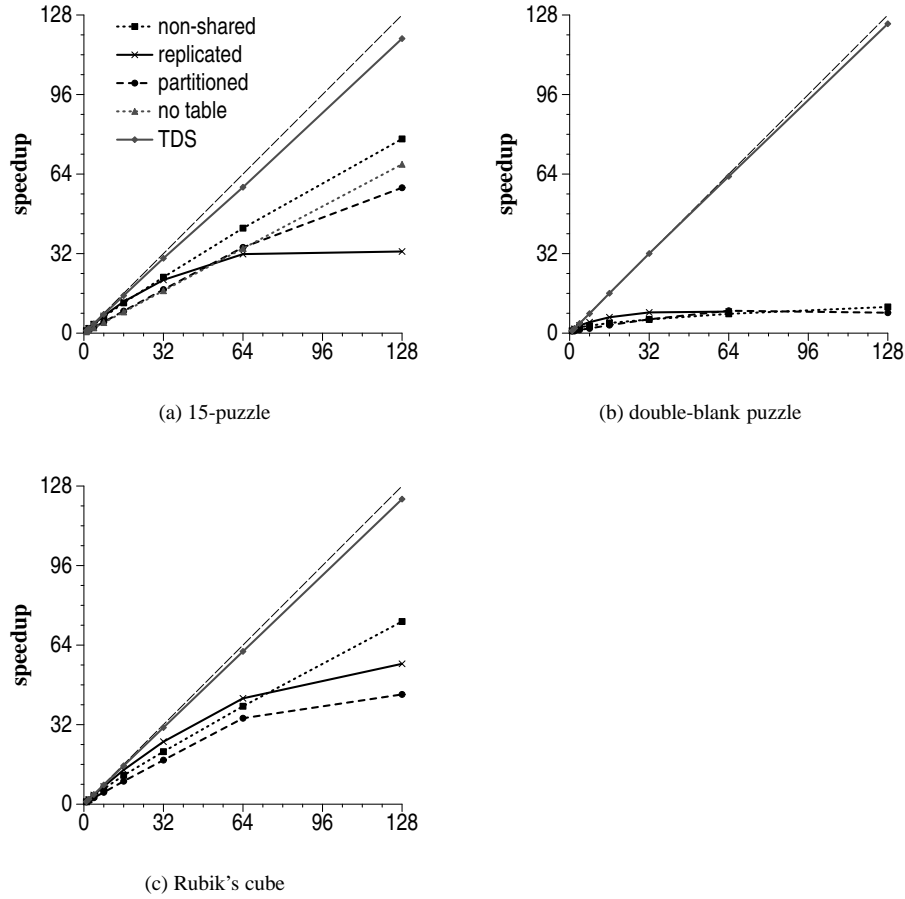 128
96
64
32
0
speedup
non-shared
replicated
partitioned
no table
TDS
0 32 64 96 128
(a) 15-puzzle
128
96
64
32
0
speedup
0 32 64 96 128
(b) double-blank puzzle
128
96
64
32
0
speedup
0 32 64 96 128
(c) Rubik's cube